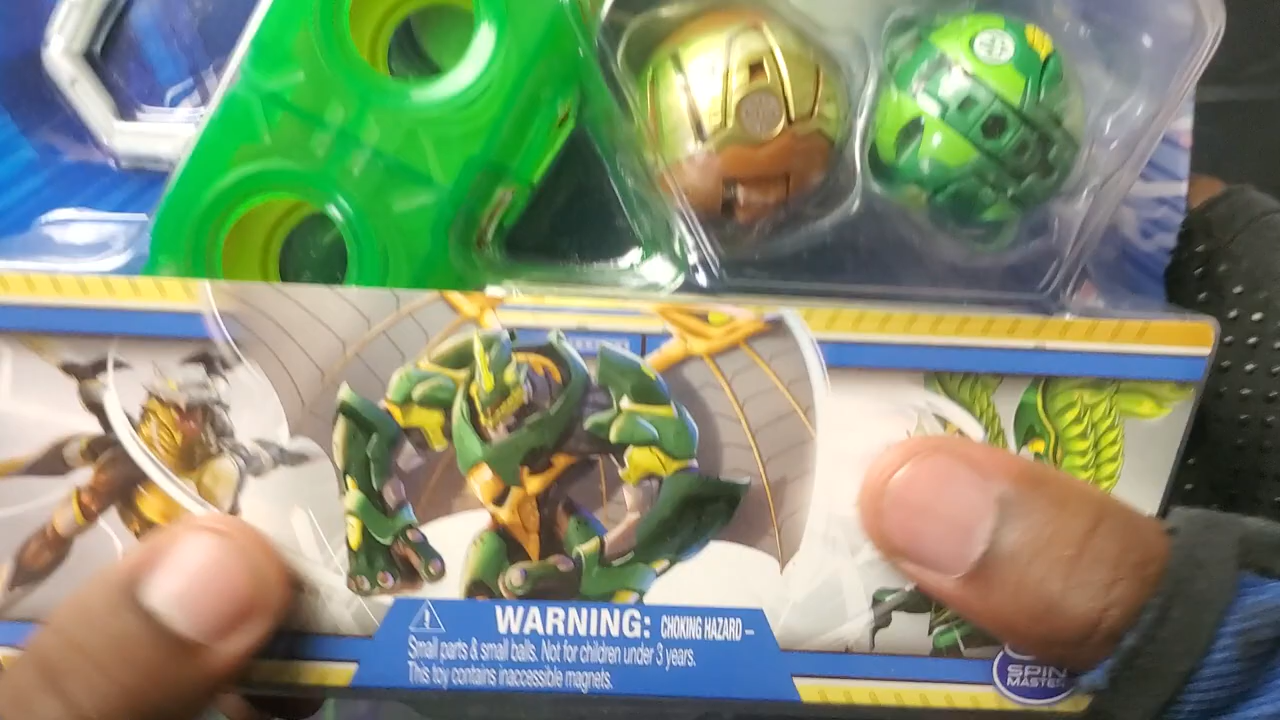 WARNING: CHOKING HAZARD –
Small parts & small balls. Not for children under 3 years.
This toy contains inaccessible magnets.
SPIN
MASTER